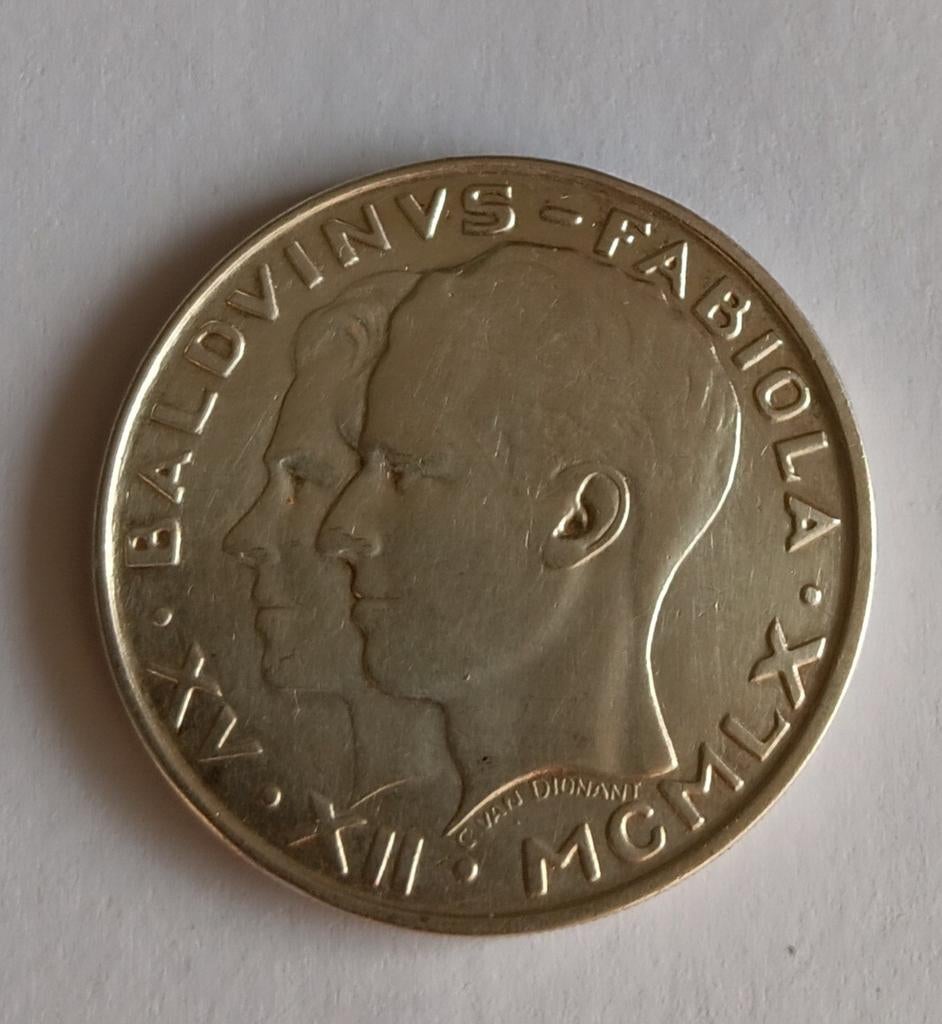 BALDVINVS - FABIOLA
· XV · XII · MCMLX ·
C. VAN DIONANT